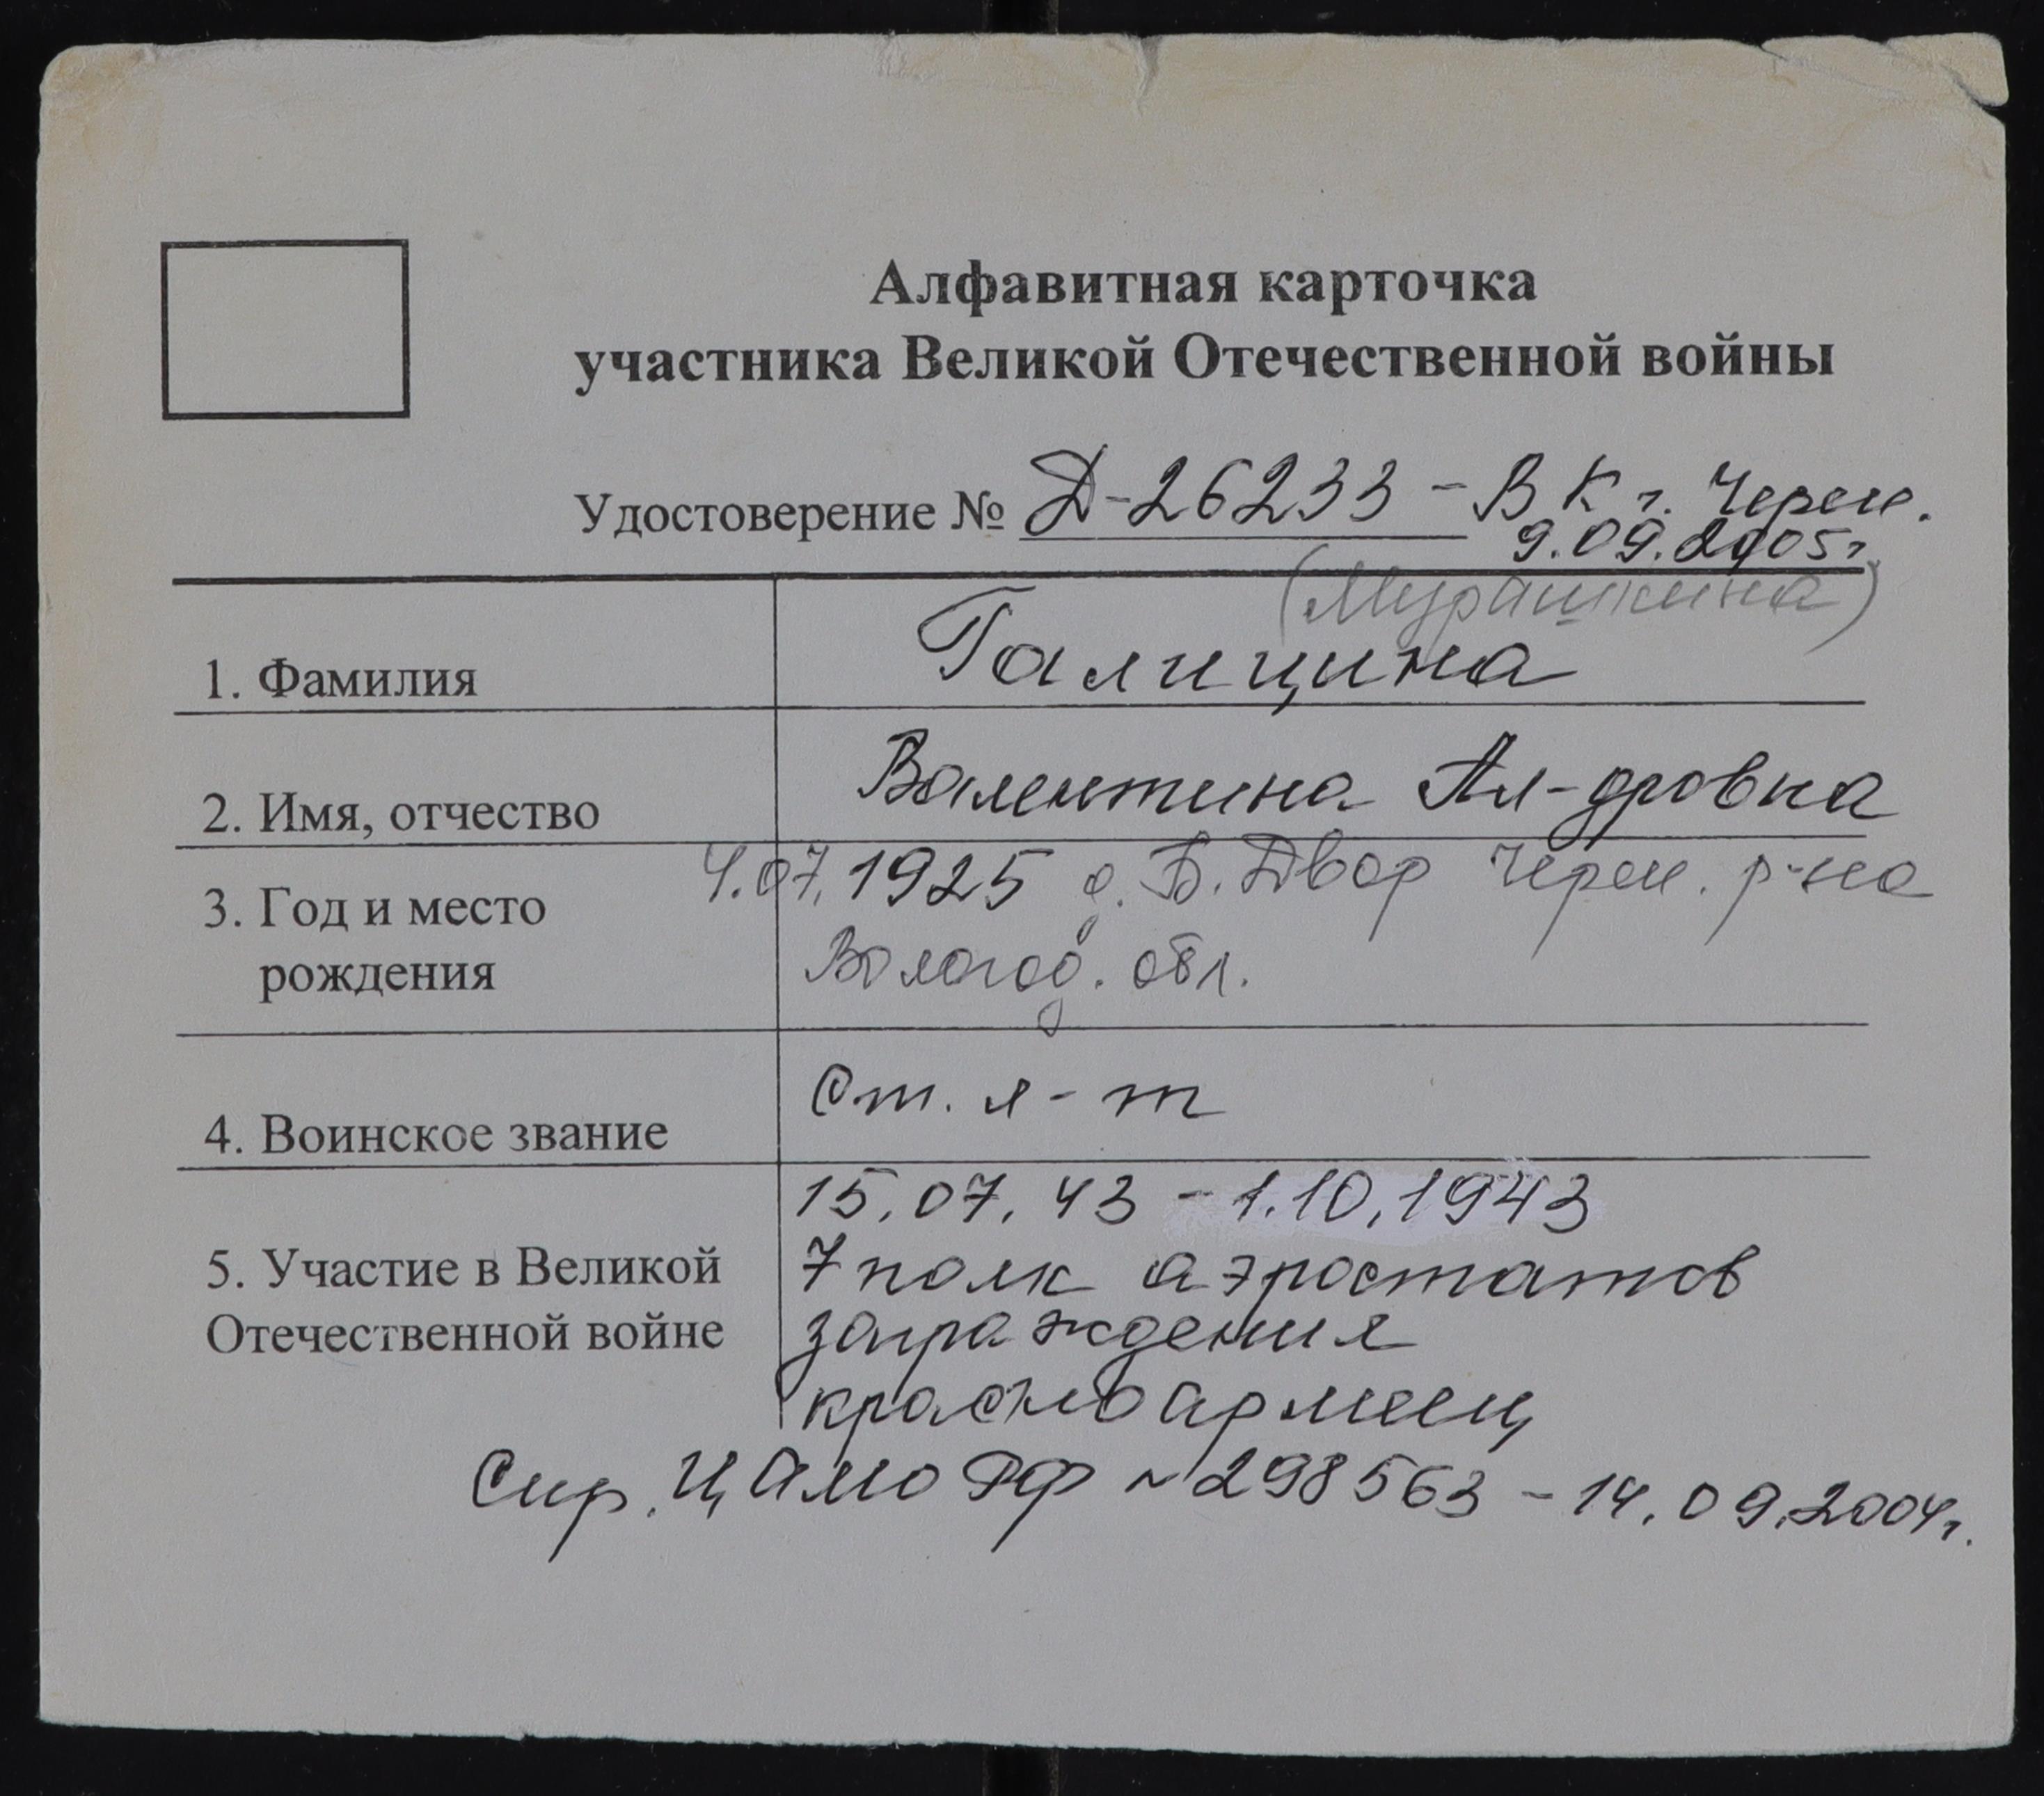 Алфавитная карточка
участника Великой Отечественной войны
Удостоверение № Д-26233 - ВК г. Череп.
9.09.2005г
(Мурашкина)
1. Фамилия Галицина
2. Имя, отчество Валентина Ал-дровна
3. Год и место 4.07.1925 д. Б. Двор Череп. р-на
рождения Вологод. обл.
4. Воинское звание Ст. л-т
15.07.43 - 1.10.1943
5. Участие в Великой 7 полк аэростатов
Отечественной войне заграждения
красноармеец
Спр. ЦАМО РФ № 298563 - 14.09.2004г.